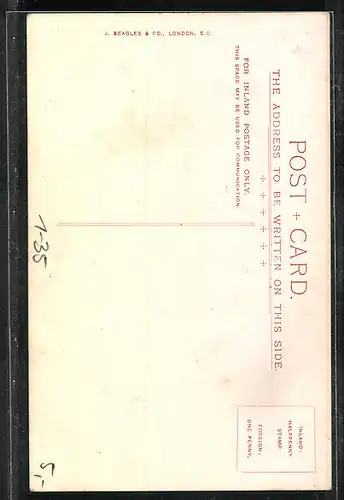 POST + CARD.
THE ADDRESS TO BE WRITTEN ON THIS SIDE.
FOR INLAND POSTAGE ONLY.
THIS SPACE MAY BE USED FOR COMMUNICATION.
INLAND:
HALFPENNY
STAMP
FOREIGN:
ONE PENNY.
J. BEAGLES & CO., LONDON, E.C.
1-35
5,-